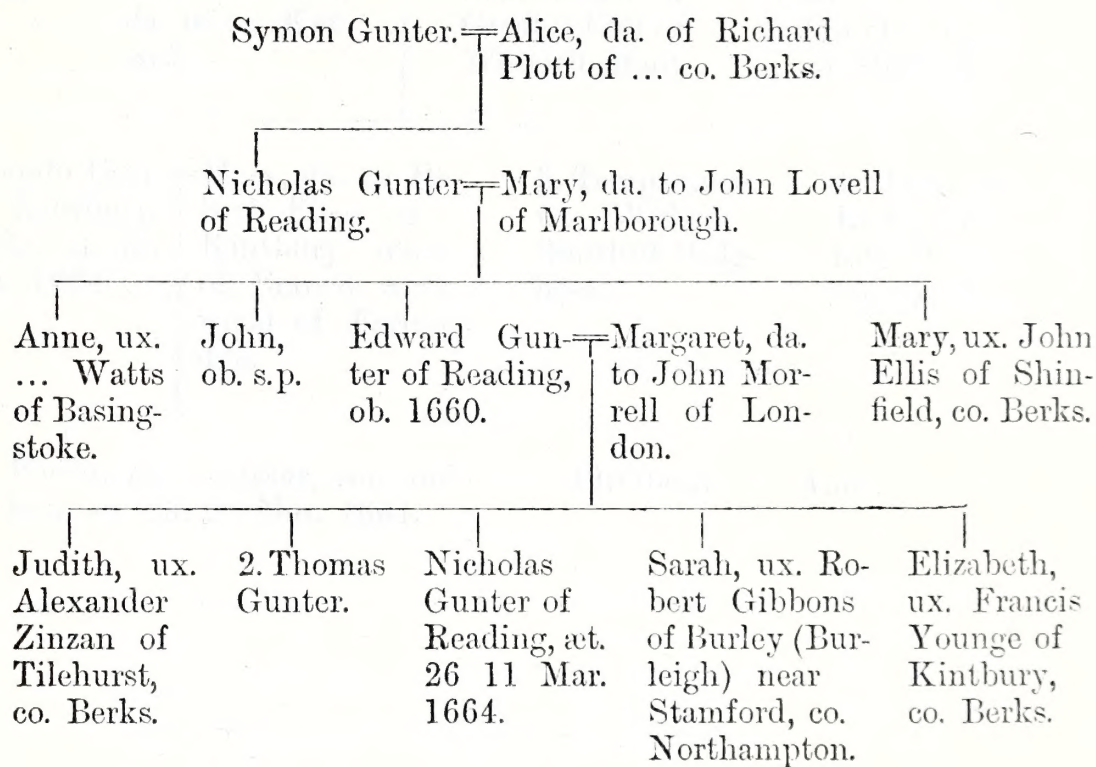 Symon Gunter.═Alice, da. of Richard
Plott of ... co. Berks.
Nicholas Gunter═Mary, da. to John Lovell
of Reading. of Marlborough.
Anne, ux.
... Watts
of Basing-
stoke.
John,
ob. s.p.
Edward Gun-
ter of Reading,
ob. 1660.
Margaret, da.
to John Mor-
rell of Lon-
don.
Mary, ux. John
Ellis of Shin-
field, co. Berks.
Judith, ux.
Alexander
Zinzan of
Tilehurst,
co. Berks.
2. Thomas
Gunter.
Nicholas
Gunter of
Reading, æt.
26 11 Mar.
1664.
Sarah, ux. Ro-
bert Gibbons
of Burley (Bur-
leigh) near
Stamford, co.
Northampton.
Elizabeth,
ux. Francis
Younge of
Kintbury,
co. Berks.